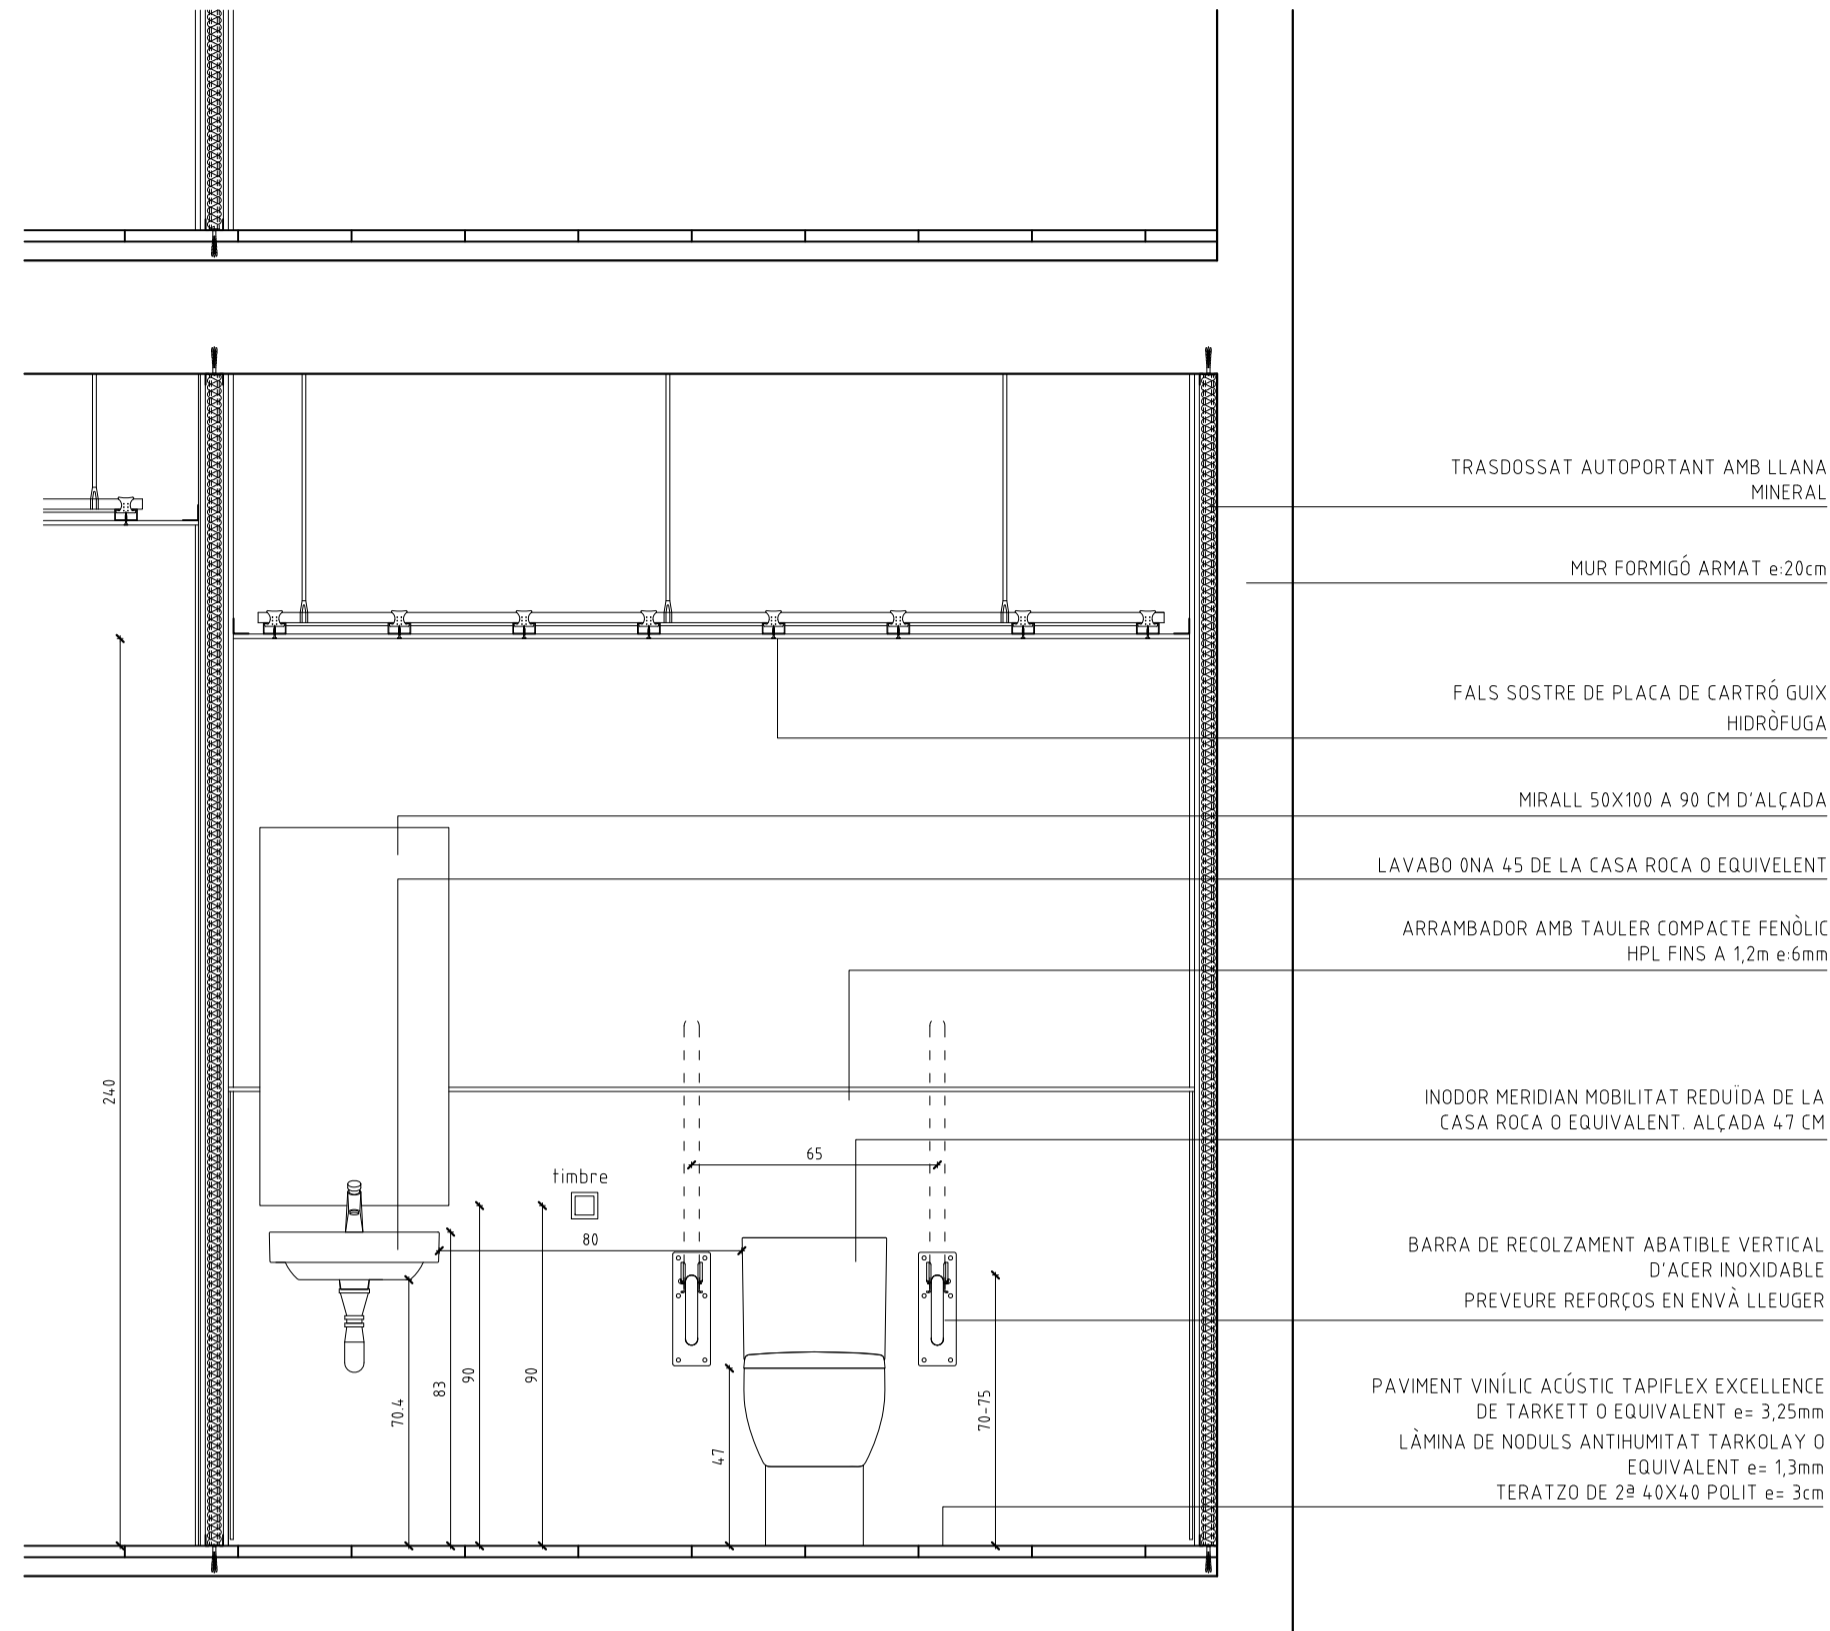 TRASDOSSAT AUTOPORTANT AMB LLANA
MINERAL
MUR FORMIGÓ ARMAT e:20cm
FALS SOSTRE DE PLACA DE CARTRÓ GUIX
HIDRÒFUGA
MIRALL 50X100 A 90 CM D'ALÇADA
LAVABO 0NA 45 DE LA CASA ROCA O EQUIVELENT
ARRAMBADOR AMB TAULER COMPACTE FENÒLIC
HPL FINS A 1,2m e:6mm
240
INODOR MERIDIAN MOBILITAT REDUÏDA DE LA
CASA ROCA O EQUIVALENT. ALÇADA 47 CM
65
timbre
80
BARRA DE RECOLZAMENT ABATIBLE VERTICAL
D'ACER INOXIDABLE
PREVEURE REFORÇOS EN ENVÀ LLEUGER
70.4
83
90
90
47
70-75
PAVIMENT VINÍLIC ACÚSTIC TAPIFLEX EXCELLENCE
DE TARKETT O EQUIVALENT e= 3,25mm
LÀMINA DE NODULS ANTIHUMITAT TARKOLAY O
EQUIVALENT e= 1,3mm
TERATZO DE 2ª 40X40 POLIT e= 3cm